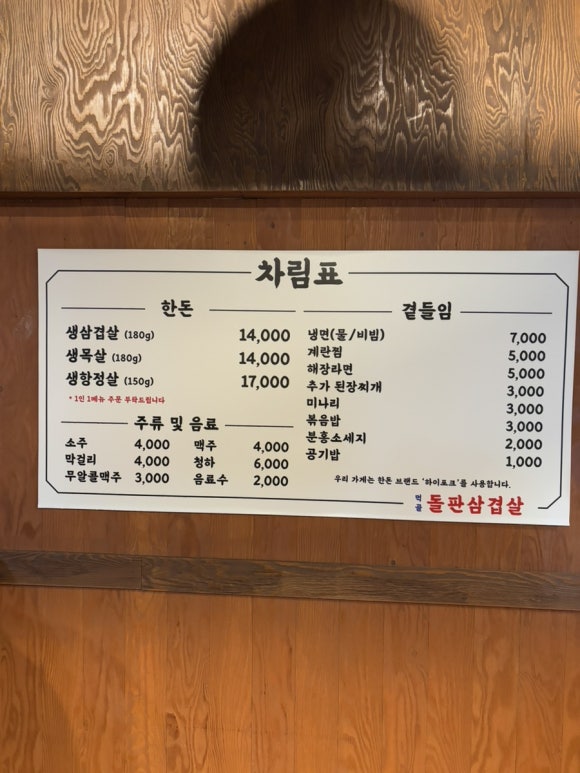 차림표
한돈
생삼겹살 (180g) 14,000
생목살 (180g) 14,000
생항정살 (150g) 17,000
* 1인 1메뉴 주문 부탁드립니다
주류 및 음료
소주 4,000 맥주 4,000
막걸리 4,000 청하 6,000
무알콜맥주 3,000 음료수 2,000
곁들임
냉면(물/비빔) 7,000
계란찜 5,000
해장라면 5,000
추가 된장찌개 3,000
미나리 3,000
볶음밥 3,000
분홍소세지 2,000
공기밥 1,000
우리 가게는 한돈 브랜드 '하이포크'를 사용합니다.
돌판삼겹살